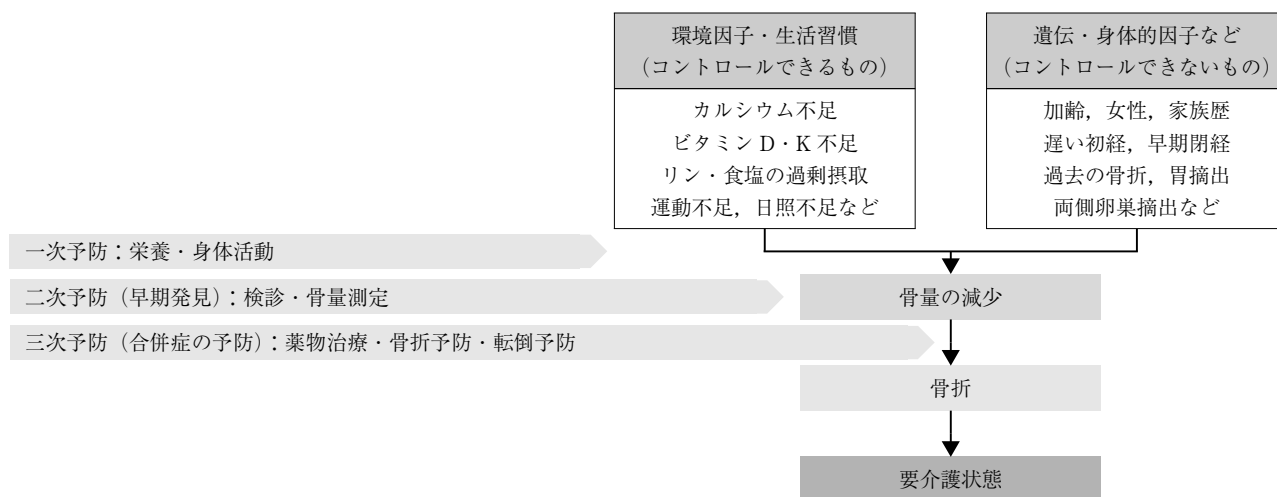 環境因子・生活習慣
（コントロールできるもの）
カルシウム不足
ビタミン D・K 不足
リン・食塩の過剰摂取
運動不足，日照不足など
遺伝・身体的因子など
（コントロールできないもの）
加齢，女性，家族歴
遅い初経，早期閉経
過去の骨折，胃摘出
両側卵巣摘出など
一次予防：栄養・身体活動
二次予防（早期発見）：検診・骨量測定
骨量の減少
三次予防（合併症の予防）：薬物治療・骨折予防・転倒予防
骨折
要介護状態